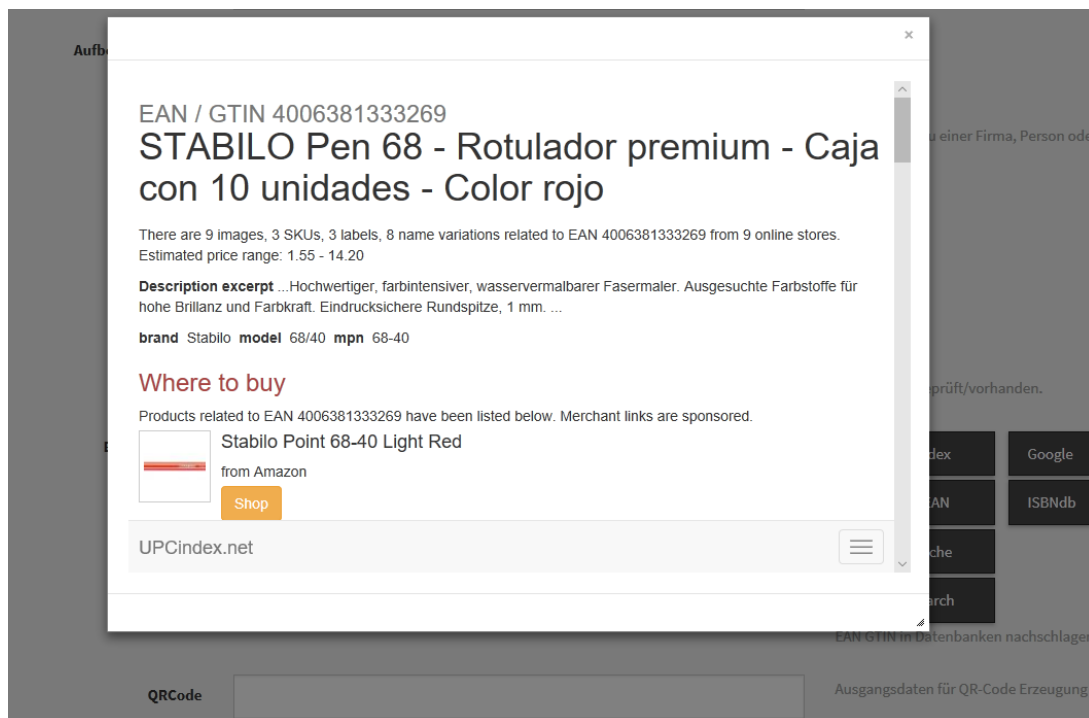 Aufb
×
EAN / GTIN 4006381333269
STABILO Pen 68 - Rotulador premium - Caja
con 10 unidades - Color rojo
There are 9 images, 3 SKUs, 3 labels, 8 name variations related to EAN 4006381333269 from 9 online stores.
Estimated price range: 1.55 - 14.20
Description excerpt ...Hochwertiger, farbintensiver, wasservermalbarer Fasermaler. Ausgesuchte Farbstoffe für
hohe Brillanz und Farbkraft. Eindrucksichere Rundspitze, 1 mm. ...
brand Stabilo model 68/40 mpn 68-40
Where to buy
Products related to EAN 4006381333269 have been listed below. Merchant links are sponsored.
Stabilo Point 68-40 Light Red
from Amazon
Shop
UPCindex.net
u einer Firma, Person ode
eprüft/vorhanden.
dex
Google
EAN
ISBNdb
che
arch
EAN GTIN in Datenbanken nachschlagen
QRCode
Ausgangsdaten für QR-Code Erzeugung